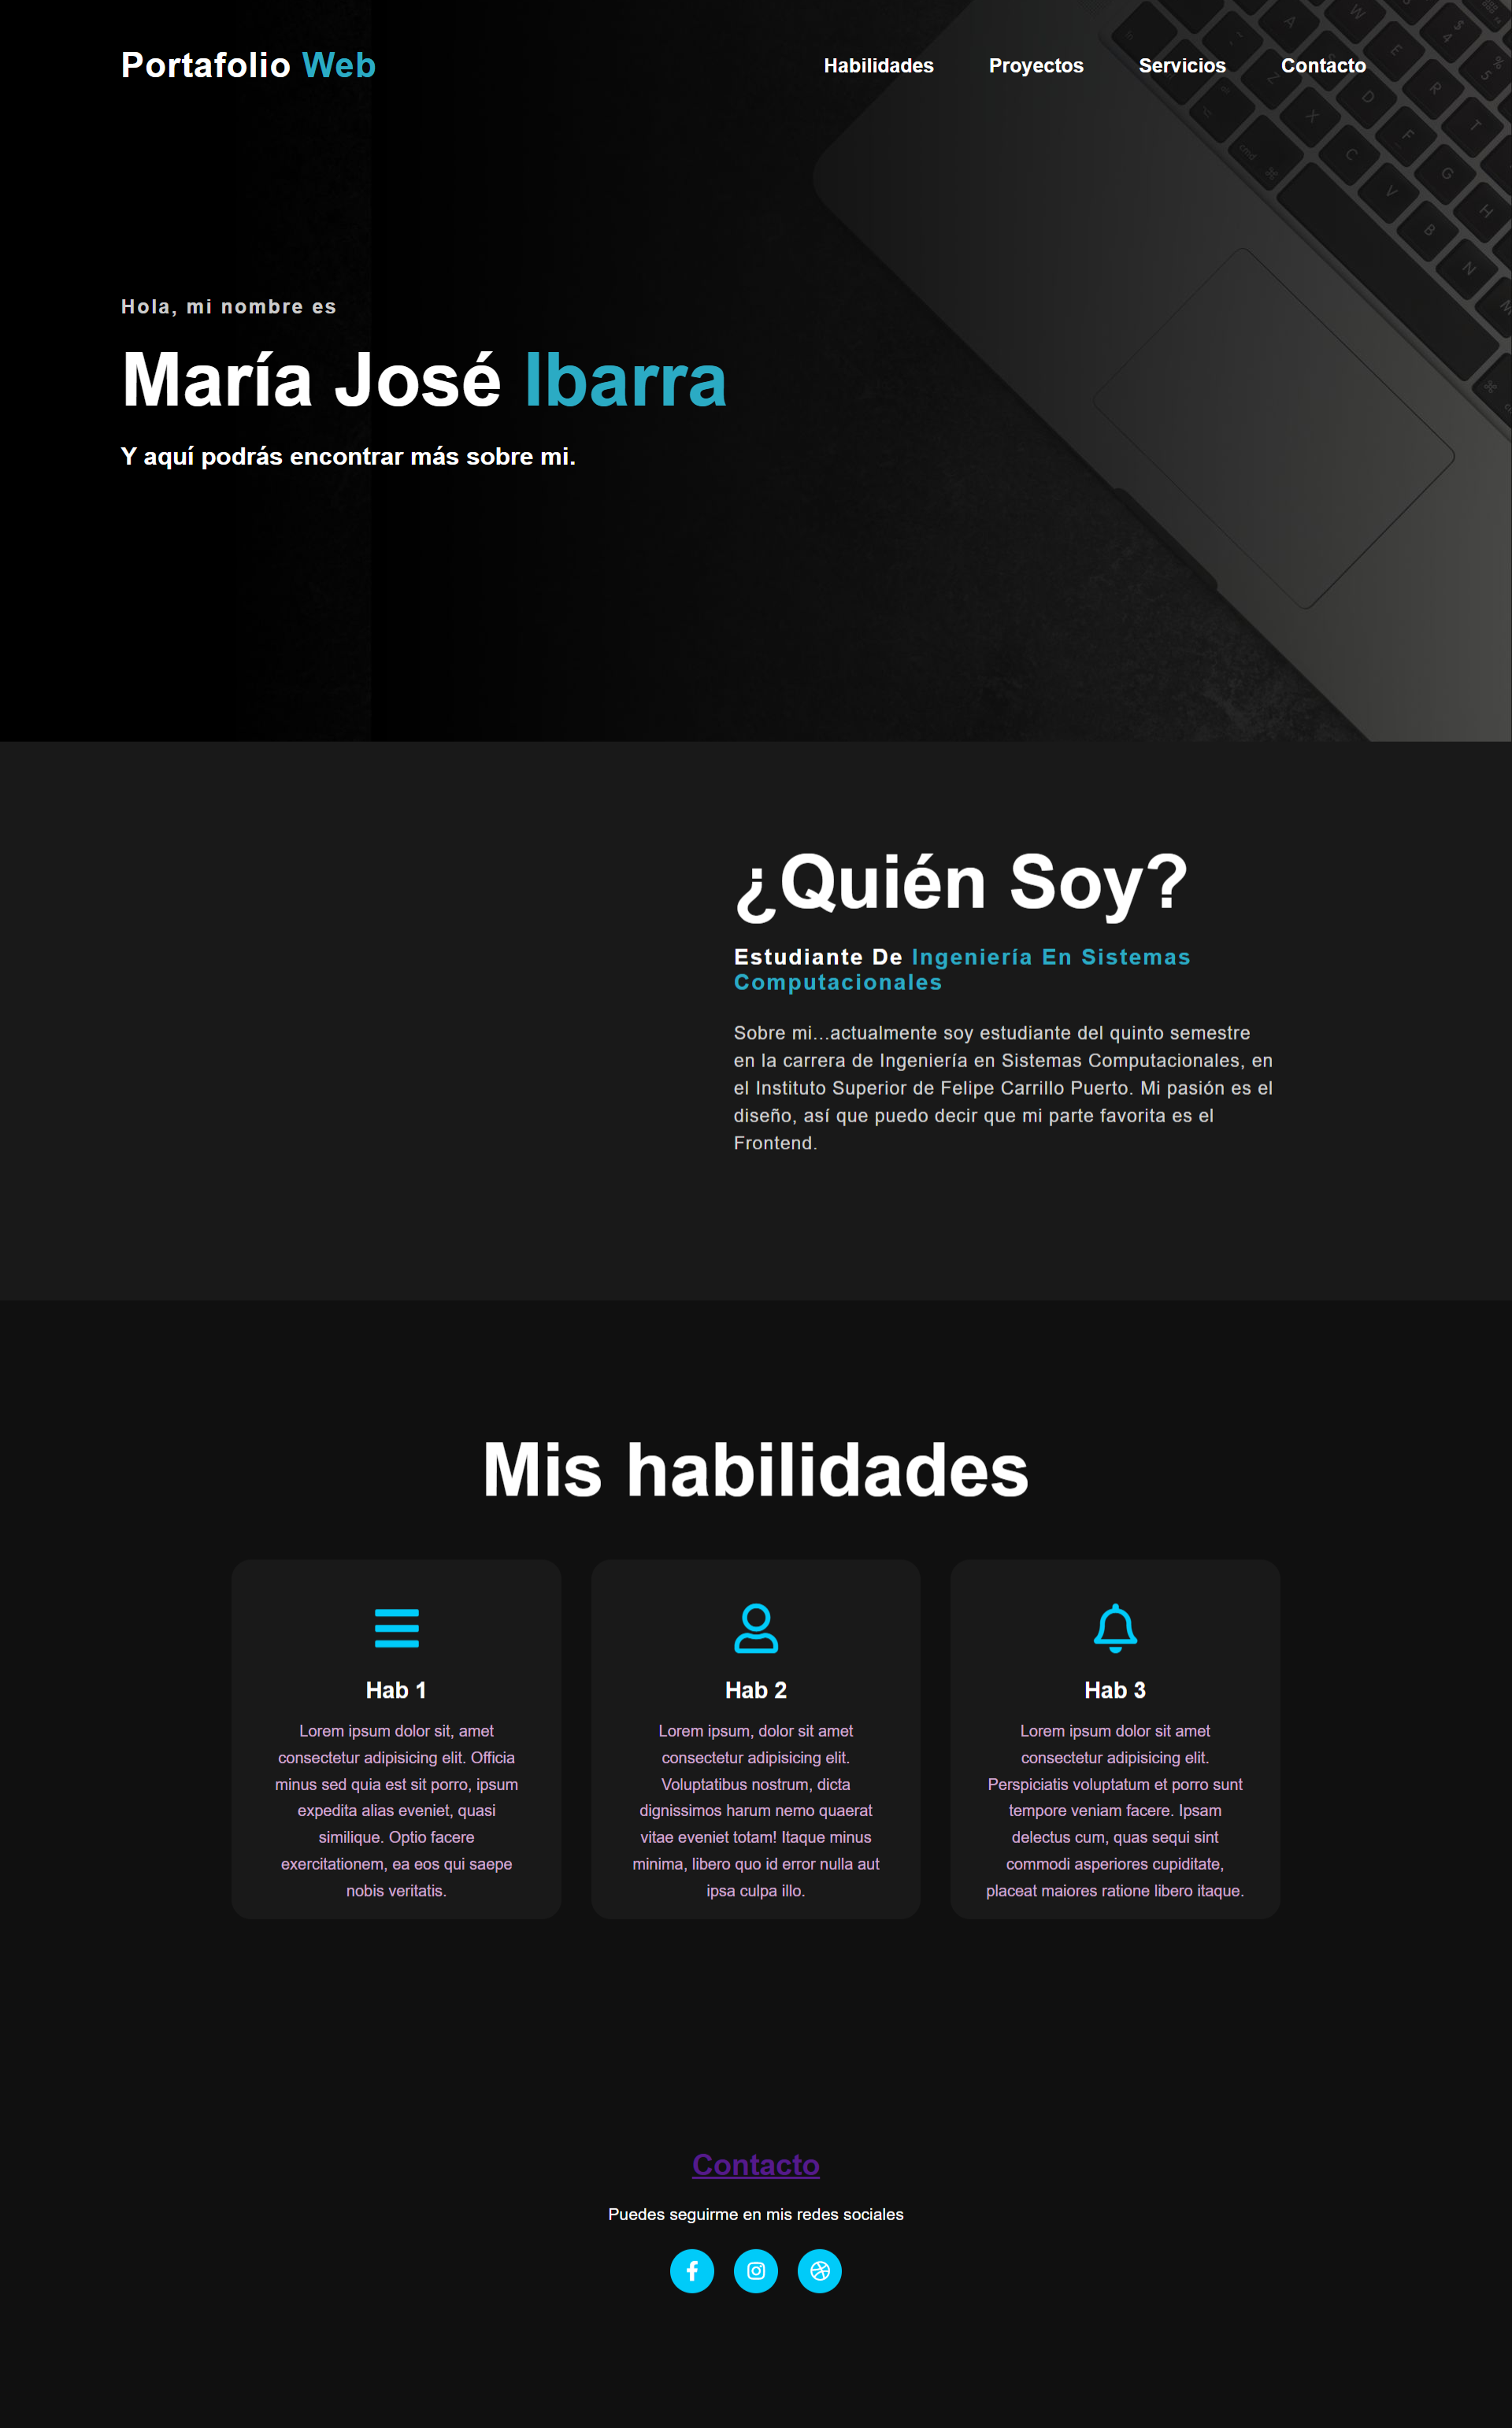 Portafolio Web
Habilidades Proyectos Servicios Contacto
Hola, mi nombre es
María José Ibarra
Y aquí podrás encontrar más sobre mi.
¿Quién Soy?
Estudiante De Ingeniería En Sistemas
Computacionales
Sobre mi...actualmente soy estudiante del quinto semestre
en la carrera de Ingeniería en Sistemas Computacionales, en
el Instituto Superior de Felipe Carrillo Puerto. Mi pasión es el
diseño, así que puedo decir que mi parte favorita es el
Frontend.
Mis habilidades
Hab 1
Lorem ipsum dolor sit, amet
consectetur adipisicing elit. Officia
minus sed quia est sit porro, ipsum
expedita alias eveniet, quasi
similique. Optio facere
exercitationem, ea eos qui saepe
nobis veritatis.
Hab 2
Lorem ipsum, dolor sit amet
consectetur adipisicing elit.
Voluptatibus nostrum, dicta
dignissimos harum nemo quaerat
vitae eveniet totam! Itaque minus
minima, libero quo id error nulla aut
ipsa culpa illo.
Hab 3
Lorem ipsum dolor sit amet
consectetur adipisicing elit.
Perspiciatis voluptatum et porro sunt
tempore veniam facere. Ipsam
delectus cum, quas sequi sint
commodi asperiores cupiditate,
placeat maiores ratione libero itaque.
Contacto
Puedes seguirme en mis redes sociales